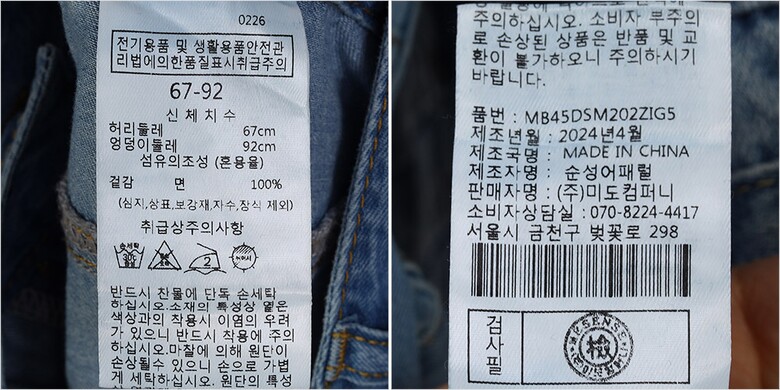 0226
전기용품 및 생활용품안전관
리법에의한품질표시취급주의
67-92
신체치수
허리둘레 67cm
엉덩이둘레 92cm
섬유의조성 (혼용율)
겉감 면 100%
(심지,상표,보강재,자수,장식 제외)
취급상주의사항
손세탁
2
반드시 찬물에 단독 손세탁
하십시오.소재의 특성상 옅은
색상과의 착용시 이염의 우려
가 있으니 반드시 착용에 주의
하십시오.마찰에 의해 원단이
손상될수 있으니 손으로 가볍
게 세탁하십시오. 원단의 특성
주의하십시오. 소비자 부주의
로 손상된 상품은 반품 및 교
환이 불가하오니 주의하시기
바랍니다.
품번 : MB45DSM202ZIG5
제조년월 : 2024년4월
제조국명 : MADE IN CHINA
제조자명 : 순성어패럴
판매자명 : (주)미도컴퍼니
소비자상담실 : 070-8224-4417
서울시 금천구 벚꽃로 298
검사필
檢